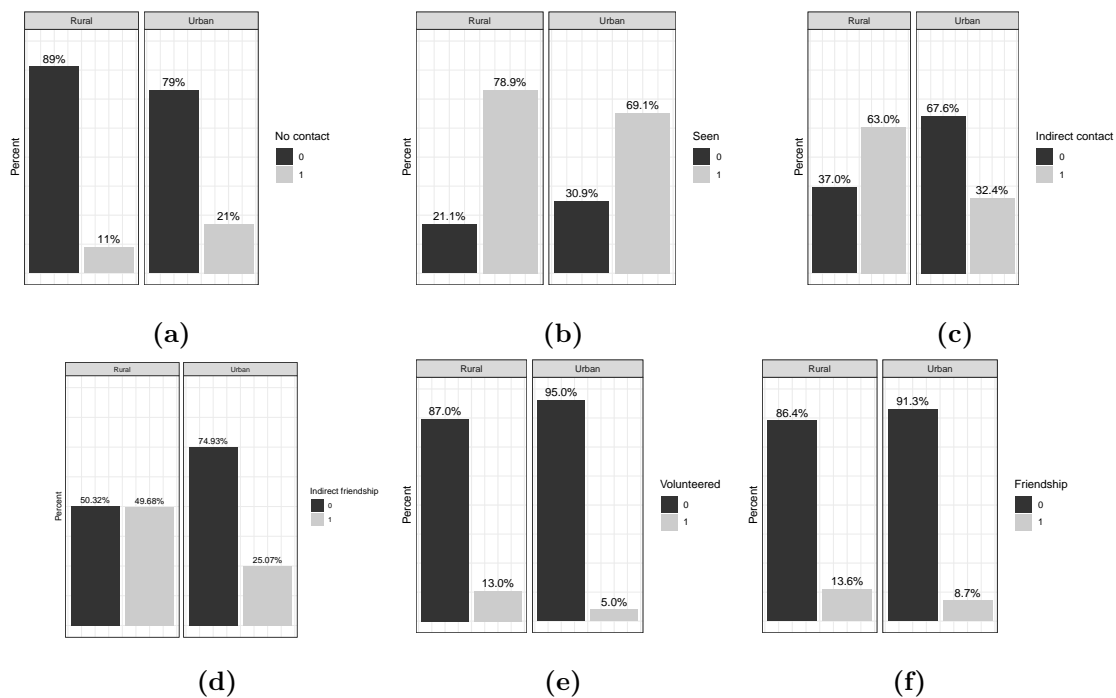 Rural Urban
89%
79%
11%
21%
Percent
No contact
0
1
(a)
Rural Urban
78.9%
69.1%
30.9%
21.1%
Percent
Seen
0
1
(b)
Rural Urban
67.6%
63.0%
37.0%
32.4%
Percent
Indirect contact
0
1
(c)
Rural Urban
74.93%
50.32% 49.68%
25.07%
Percent
Indirect friendship
0
1
(d)
Rural Urban
95.0%
87.0%
13.0%
5.0%
Percent
Volunteered
0
1
(e)
Rural Urban
91.3%
86.4%
13.6%
8.7%
Percent
Friendship
0
1
(f)